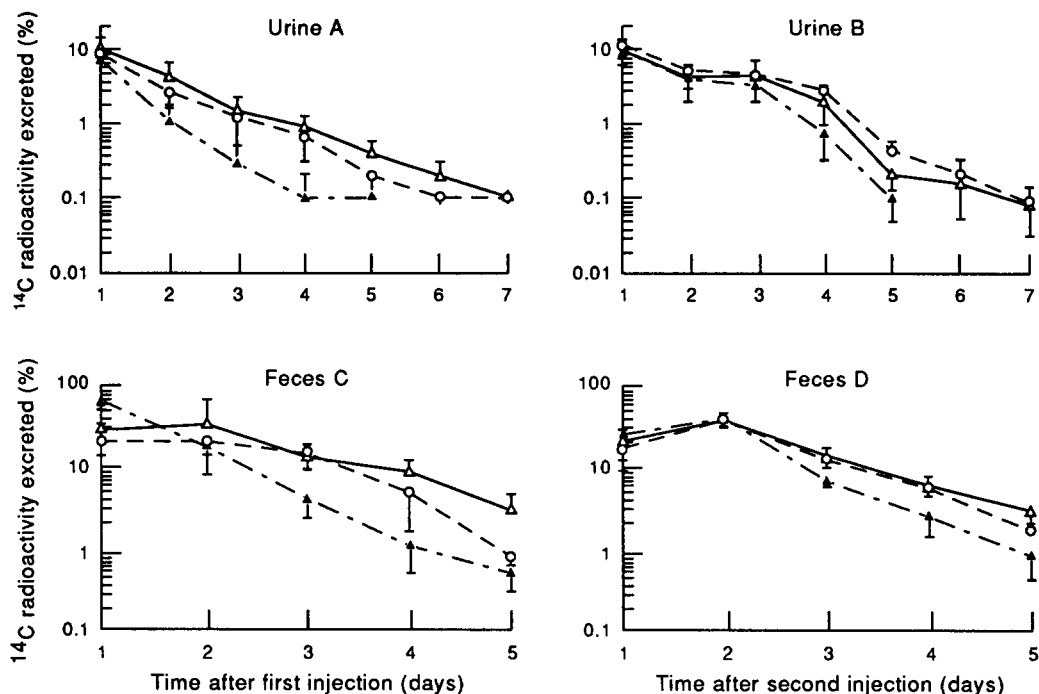 Urine A
Urine B
¹⁴C radioactivity excreted (%)
10
1
0.1
0.01
1 2 3 4 5 6 7
10
1
0.1
0.01
1 2 3 4 5 6 7
Feces C
Feces D
¹⁴C radioactivity excreted (%)
100
10
1
0.1
1 2 3 4 5
100
10
1
0.1
1 2 3 4 5
Time after first injection (days)
Time after second injection (days)